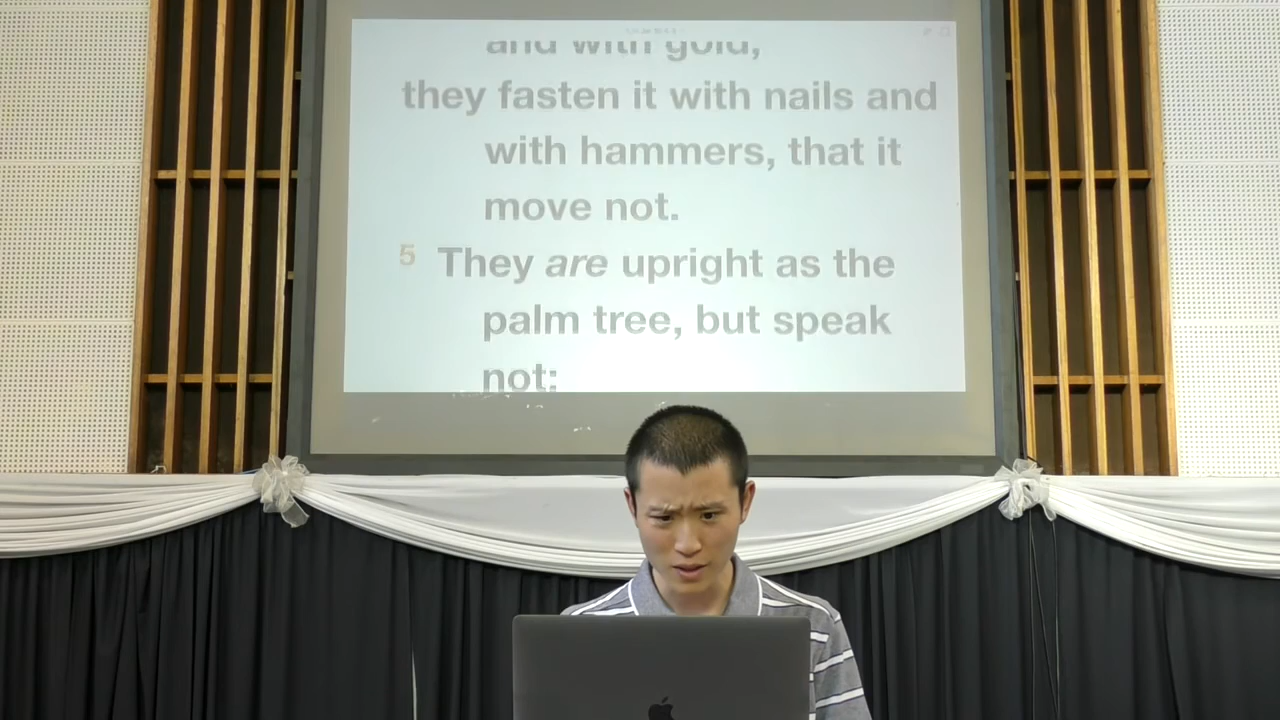 and with gold,
they fasten it with nails and
with hammers, that it
move not.
5 They are upright as the
palm tree, but speak
not: